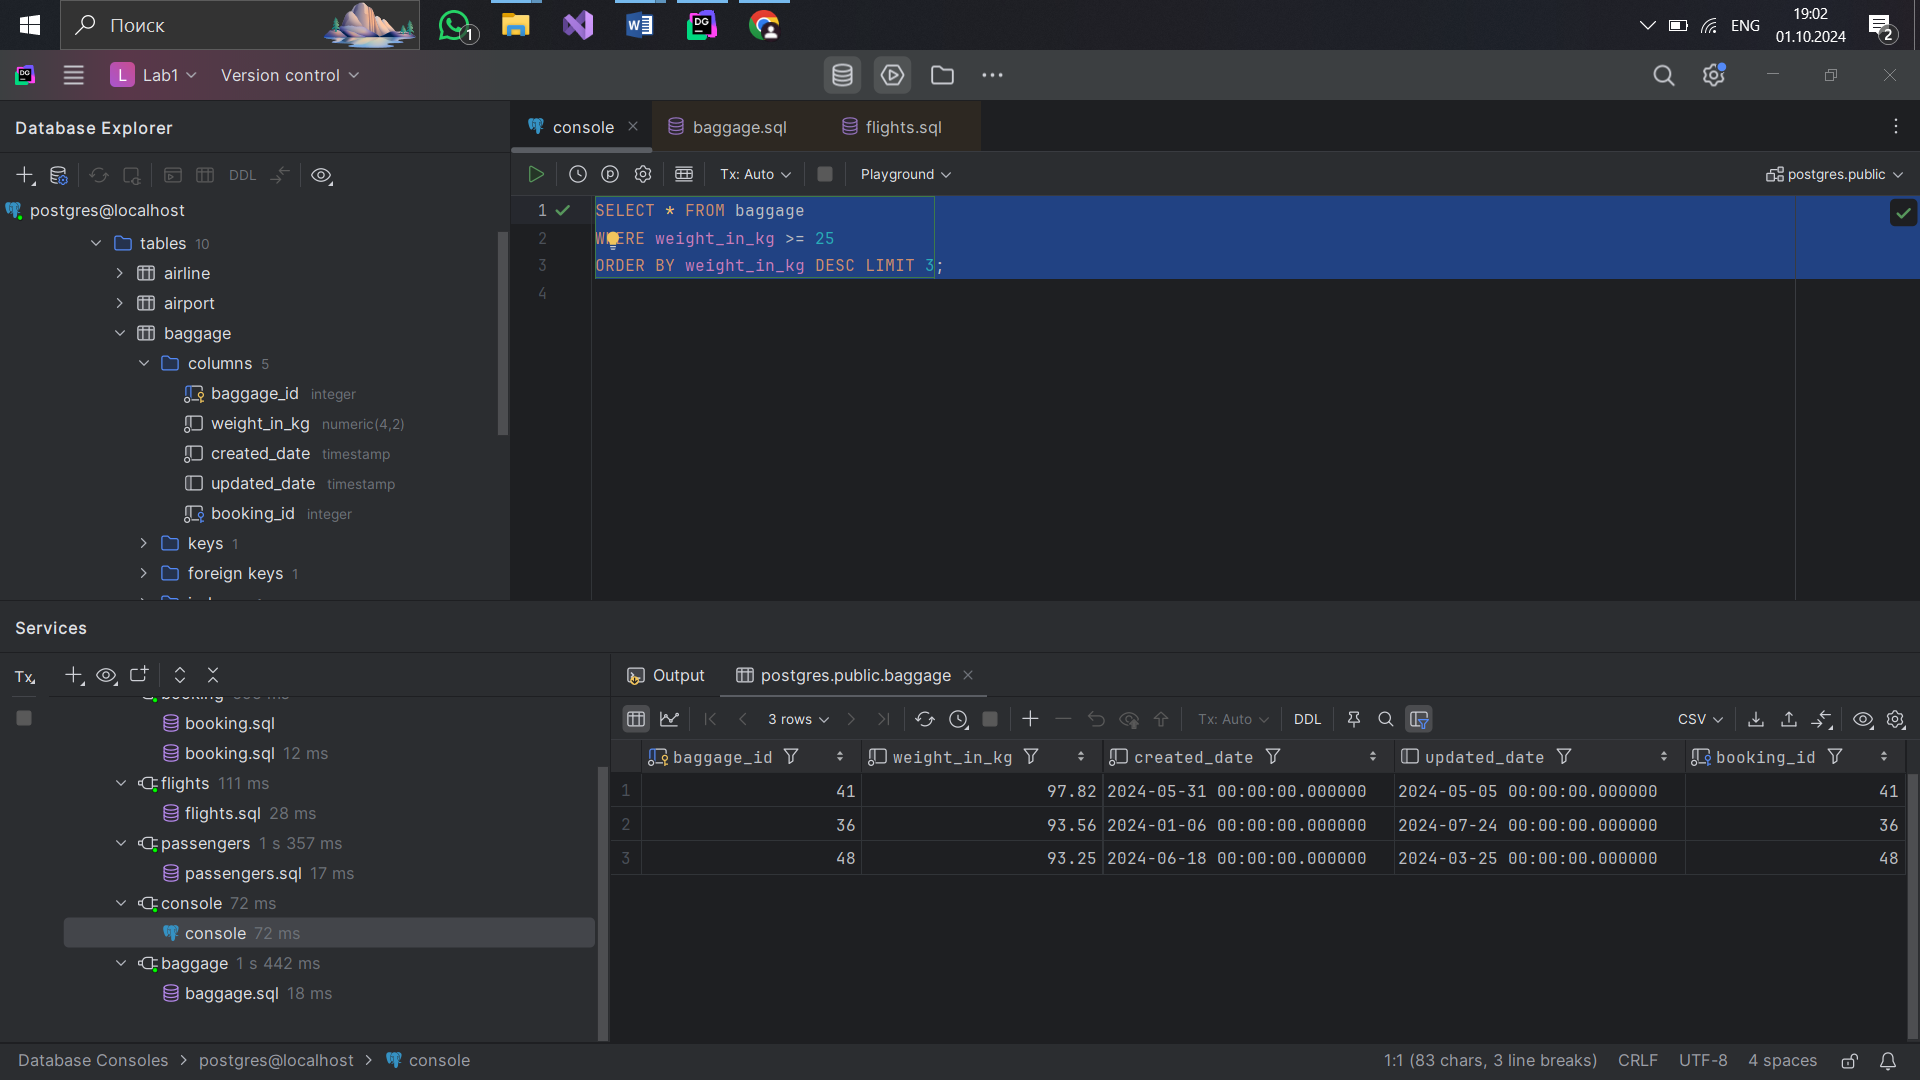 Поиск
1
ENG
19:02
01.10.2024
2
L Lab1
Version control
Database Explorer
console
baggage.sql
flights.sql
DDL
Tx: Auto
Playground
postgres.public
postgres@localhost
tables 10
airline
airport
baggage
columns 5
baggage_id integer
weight_in_kg numeric(4,2)
created_date timestamp
updated_date timestamp
booking_id integer
keys 1
foreign keys 1
1 SELECT * FROM baggage
2 WHERE weight_in_kg >= 25
3 ORDER BY weight_in_kg DESC LIMIT 3;
4
Services
Tx
booking.sql
booking.sql 12 ms
flights 111 ms
flights.sql 28 ms
passengers 1 s 357 ms
passengers.sql 17 ms
console 72 ms
console 72 ms
baggage 1 s 442 ms
baggage.sql 18 ms
Output
postgres.public.baggage
3 rows
Tx: Auto
DDL
CSV
baggage_id weight_in_kg created_date updated_date booking_id
1 41 97.82 2024-05-31 00:00:00.000000 2024-05-05 00:00:00.000000 41
2 36 93.56 2024-01-06 00:00:00.000000 2024-07-24 00:00:00.000000 36
3 48 93.25 2024-06-18 00:00:00.000000 2024-03-25 00:00:00.000000 48
Database Consoles > postgres@localhost > console
1:1 (83 chars, 3 line breaks) CRLF UTF-8 4 spaces